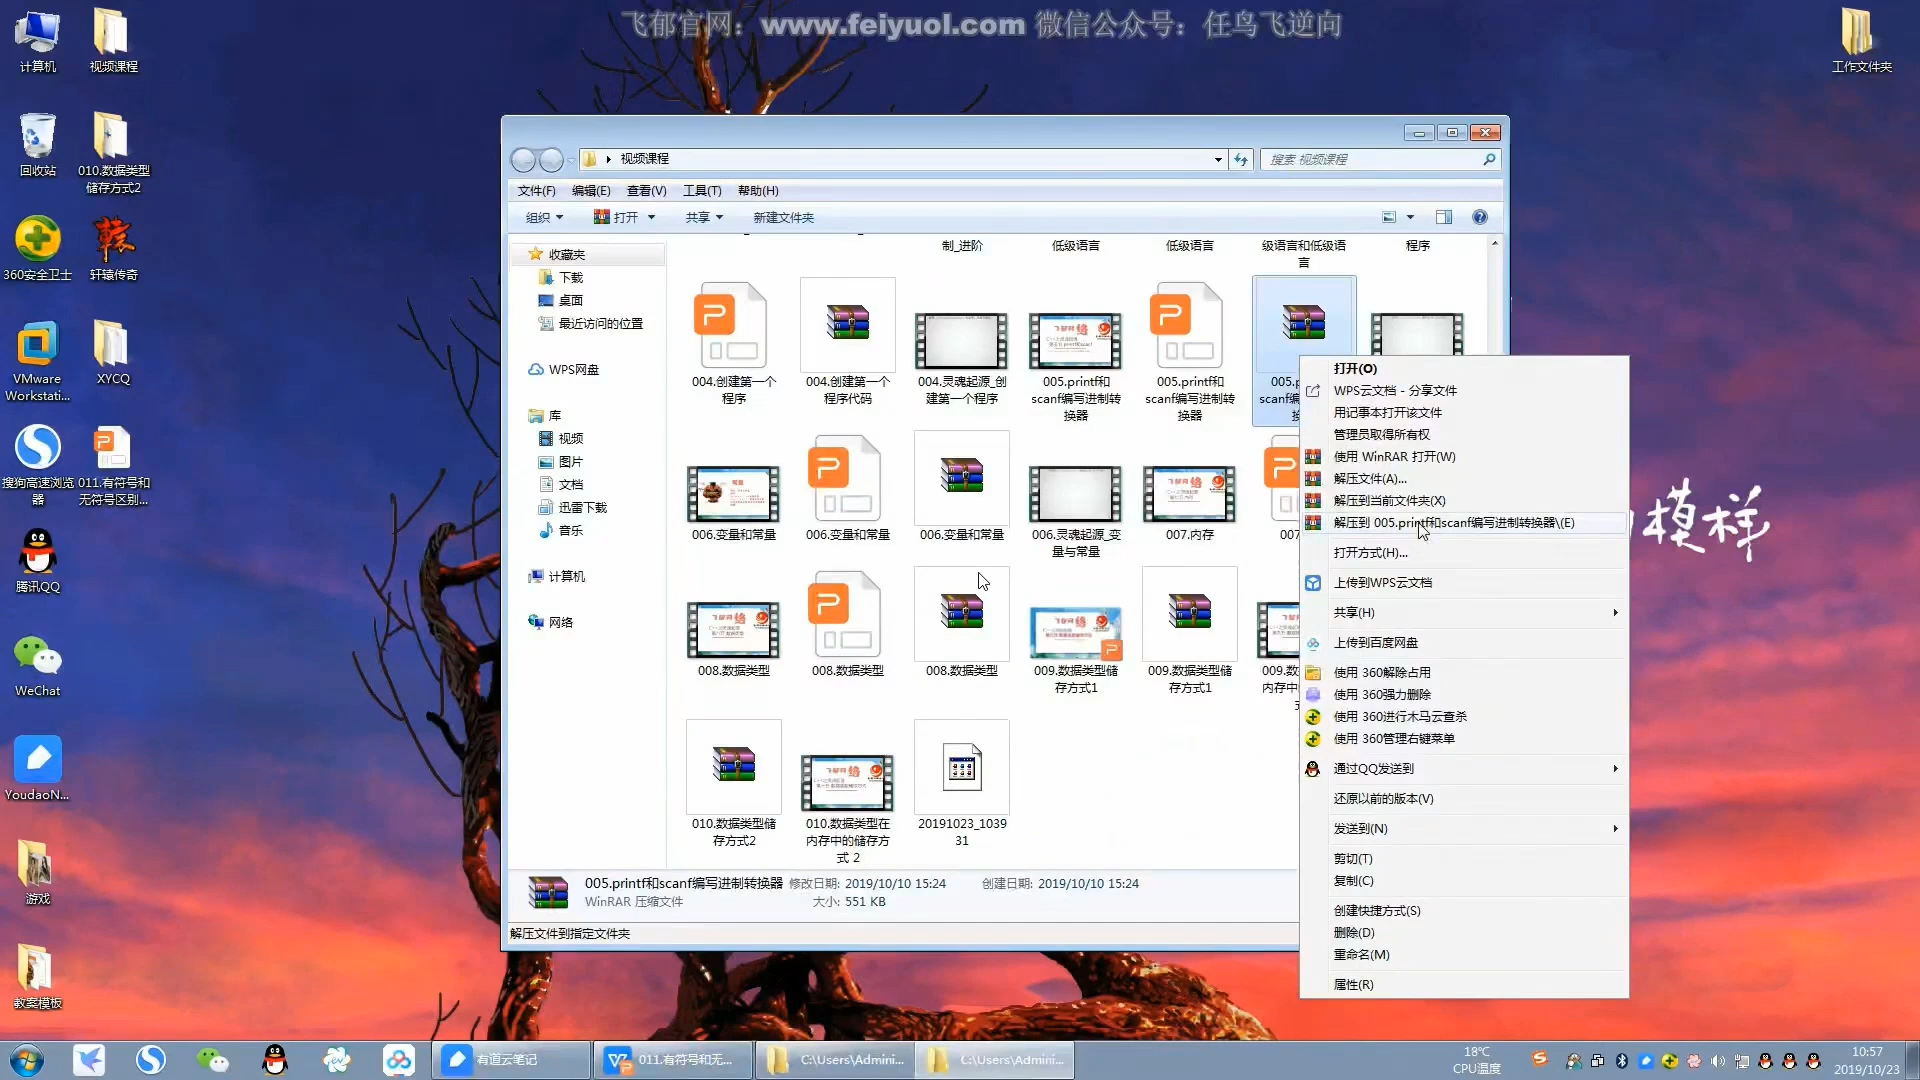 飞郁官网：www.feiyuol.com 微信公众号：任鸟飞逆向
计算机
视频课程
工作文件夹
回收站
010.数据类型
储存方式2
360安全卫士
轩辕传奇
VMware
Workstati...
XYCQ
搜狗高速浏览
器
011.有符号和
无符号区别...
腾讯QQ
WeChat
YoudaoN...
游戏
教案模板
模样
视频课程
搜索 视频课程
文件(F)
编辑(E)
查看(V)
工具(T)
帮助(H)
组织
打开
共享
新建文件夹
收藏夹
下载
桌面
最近访问的位置
WPS网盘
库
视频
图片
文档
迅雷下载
音乐
计算机
网络
制_进阶
低级语言
低级语言
级语言和低级语
言
程序
004.创建第一个
程序
004.创建第一个
程序代码
004.灵魂起源_创
建第一个程序
005.printf和
scanf编写进制转
换器
005.printf和
scanf编写进制转
换器
006.变量和常量
006.变量和常量
006.变量和常量
006.灵魂起源_变
量与常量
007.内存
008.数据类型
008.数据类型
008.数据类型
009.数据类型储
存方式1
009.数据类型储
存方式1
010.数据类型储
存方式2
010.数据类型在
内存中的储存方
式 2
20191023_1039
31
打开(O)
WPS云文档 - 分享文件
用记事本打开该文件
管理员取得所有权
使用 WinRAR 打开(W)
解压文件(A)...
解压到当前文件夹(X)
解压到 005.printf和scanf编写进制转换器\(E)
打开方式(H)...
上传到WPS云文档
共享(H)
上传到百度网盘
使用 360解除占用
使用 360强力删除
使用 360进行木马云查杀
使用 360管理右键菜单
通过QQ发送到
还原以前的版本(V)
发送到(N)
剪切(T)
复制(C)
创建快捷方式(S)
删除(D)
重命名(M)
属性(R)
005.printf和scanf编写进制转换器 修改日期: 2019/10/10 15:24 创建日期: 2019/10/10 15:24
WinRAR 压缩文件 大小: 551 KB
解压文件到指定文件夹
有道云笔记
011.有符号和无...
C:\Users\Admini...
C:\Users\Admini...
18℃
CPU温度
10:57
2019/10/23